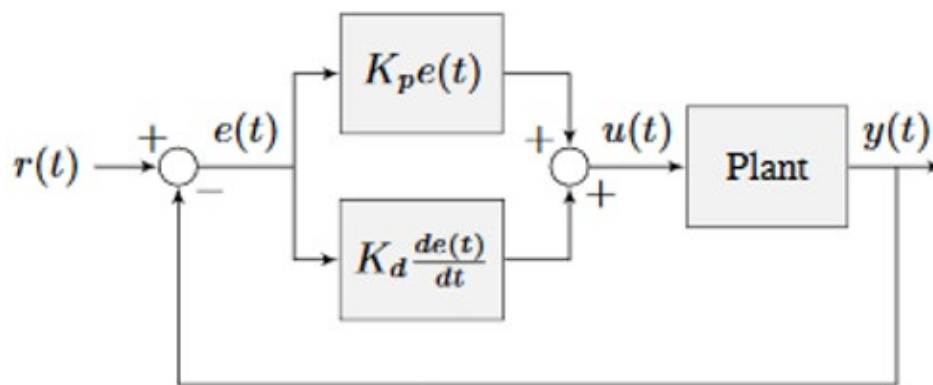 K_p e(t)
+ e(t) + u(t) y(t)
r(t) Plant
− +
K_d de(t)/dt